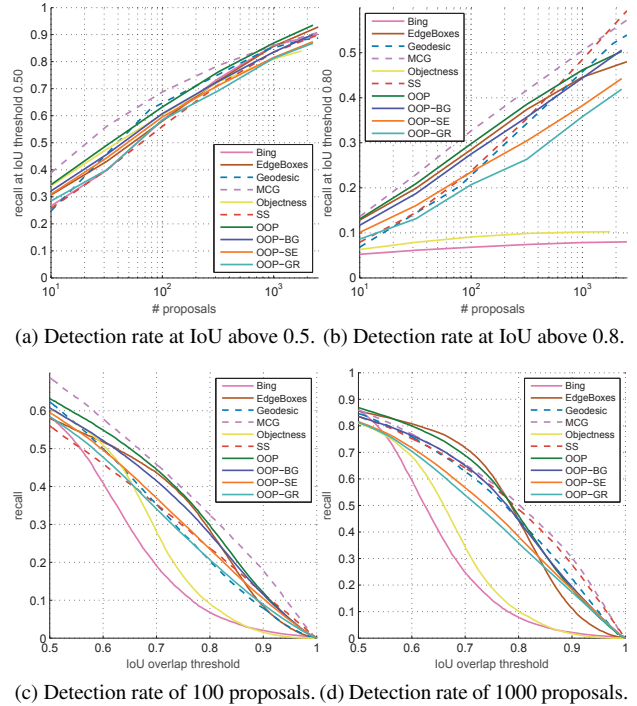 recall at IoU threshold 0.50
1
0.9
0.8
0.7
0.6
0.5
0.4
0.3
0.2
0.1
0
10^1
10^2
10^3
# proposals
Bing
EdgeBoxes
Geodesic
MCG
Objectness
SS
OOP
OOP−BG
OOP−SE
OOP−GR
(a) Detection rate at IoU above 0.5.
recall at IoU threshold 0.80
0.5
0.4
0.3
0.2
0.1
0
10^1
10^2
10^3
# proposals
Bing
EdgeBoxes
Geodesic
MCG
Objectness
SS
OOP
OOP−BG
OOP−SE
OOP−GR
(b) Detection rate at IoU above 0.8.
recall
0.6
0.5
0.4
0.3
0.2
0.1
0
0.5
0.6
0.7
0.8
0.9
1
IoU overlap threshold
Bing
EdgeBoxes
Geodesic
MCG
Objectness
SS
OOP
OOP−BG
OOP−SE
OOP−GR
(c) Detection rate of 100 proposals.
recall
1
0.9
0.8
0.7
0.6
0.5
0.4
0.3
0.2
0.1
0
0.5
0.6
0.7
0.8
0.9
1
IoU overlap threshold
Bing
EdgeBoxes
Geodesic
MCG
Objectness
SS
OOP
OOP−BG
OOP−SE
OOP−GR
(d) Detection rate of 1000 proposals.